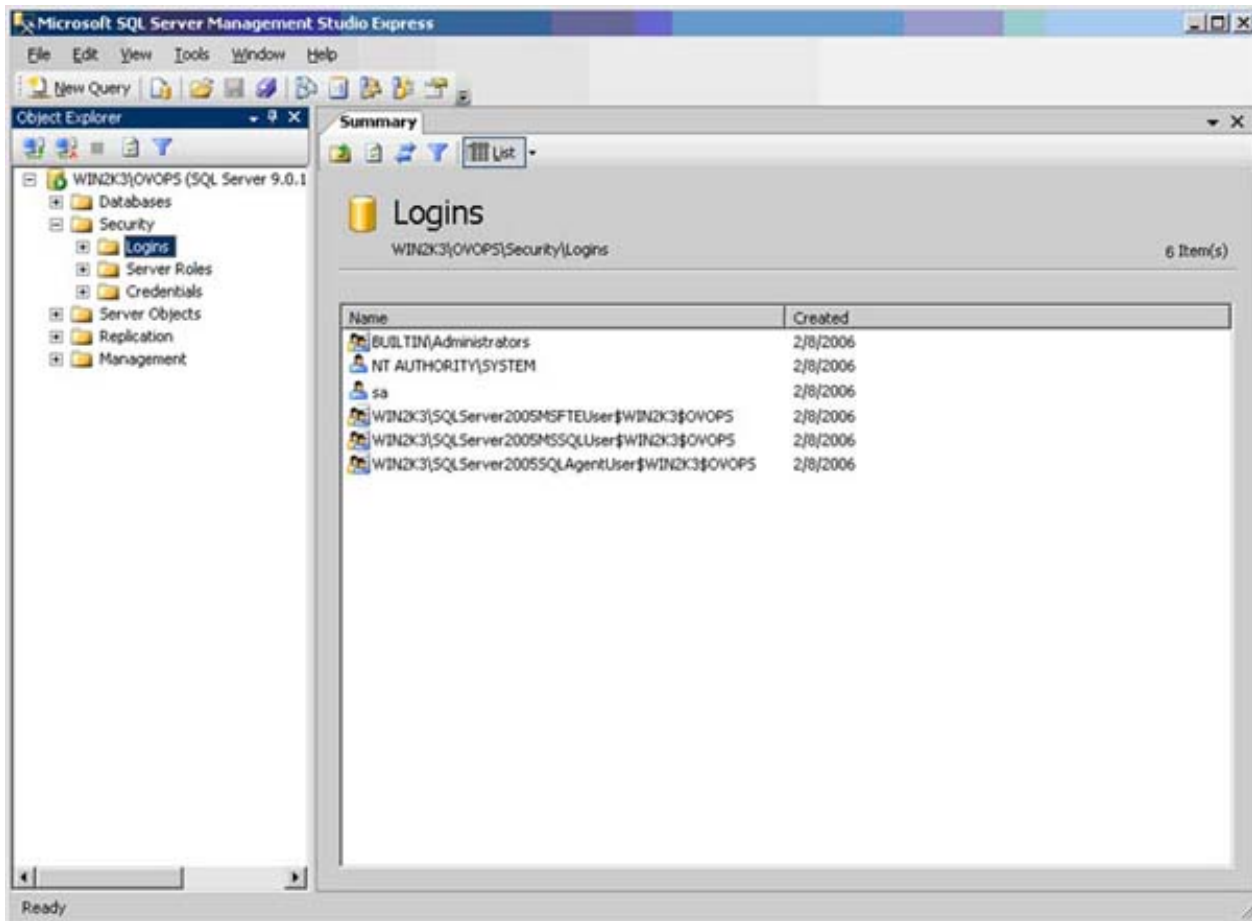 Microsoft SQL Server Management Studio Express
File Edit View Tools Window Help
New Query
Object Explorer
Summary
List
WIN2K3\OVOPS (SQL Server 9.0.1
Databases
Security
Logins
Server Roles
Credentials
Server Objects
Replication
Management
Logins
WIN2K3\OVOPS\Security\Logins
6 Item(s)
Name Created
BUILTIN\Administrators 2/8/2006
NT AUTHORITY\SYSTEM 2/8/2006
sa 2/8/2006
WIN2K3\SQLServer2005MSFTEUser$WIN2K3$OVOPS 2/8/2006
WIN2K3\SQLServer2005MSSQLUser$WIN2K3$OVOPS 2/8/2006
WIN2K3\SQLServer2005SQLAgentUser$WIN2K3$OVOPS 2/8/2006
Ready